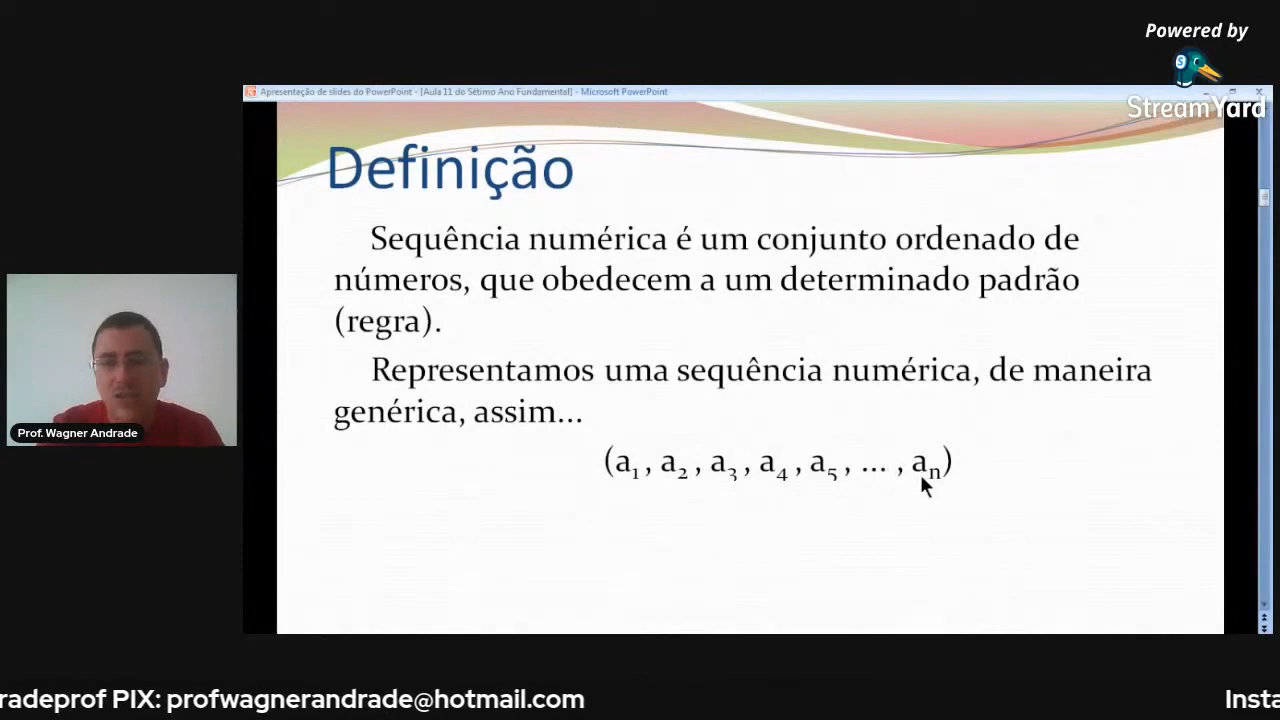 Powered by
StreamYard
Apresentação de slides do PowerPoint - [Aula 11 do Sétimo Ano Fundamental] - Microsoft PowerPoint
Definição
Sequência numérica é um conjunto ordenado de
números, que obedecem a um determinado padrão
(regra).
Representamos uma sequência numérica, de maneira
genérica, assim...
(a₁ , a₂ , a₃ , a₄ , a₅ , ... , aₙ)
Prof. Wagner Andrade
radeprof PIX: profwagnerandrade@hotmail.com
Insta